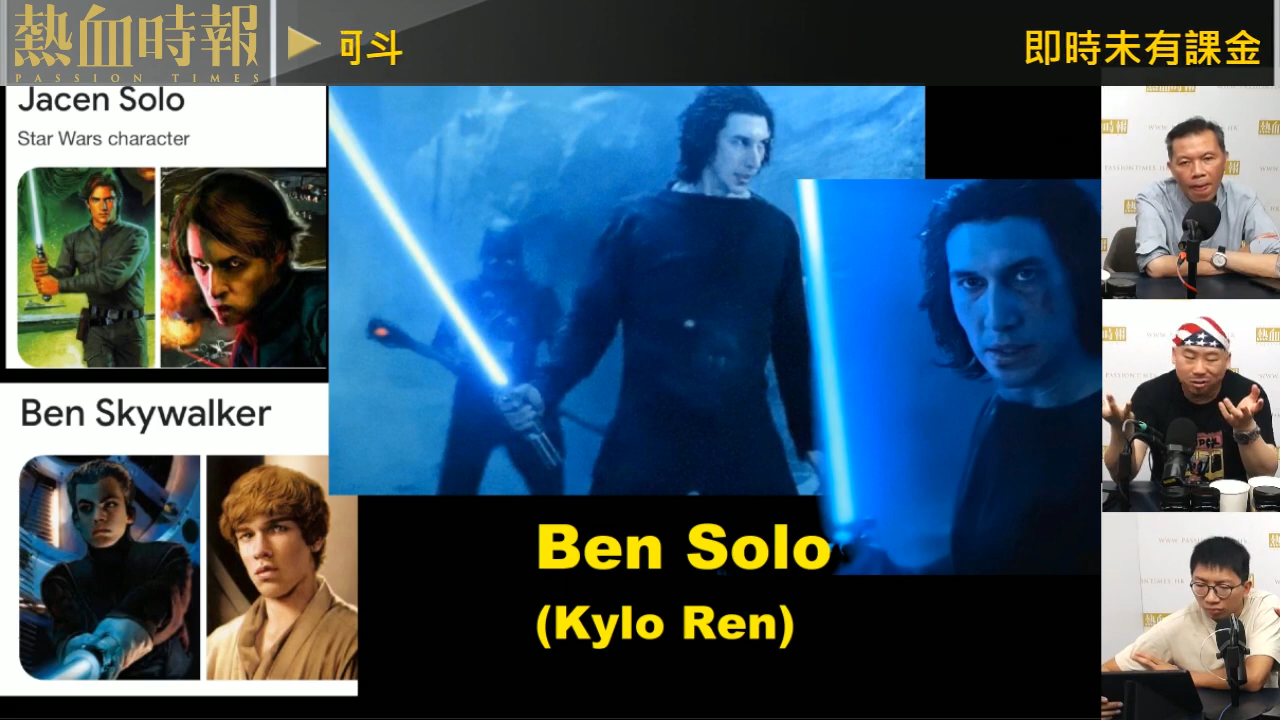 熱血時報
PASSION TIMES
可斗
即時未有課金
Jacen Solo
Star Wars character
Ben Skywalker
Ben Solo
(Kylo Ren)